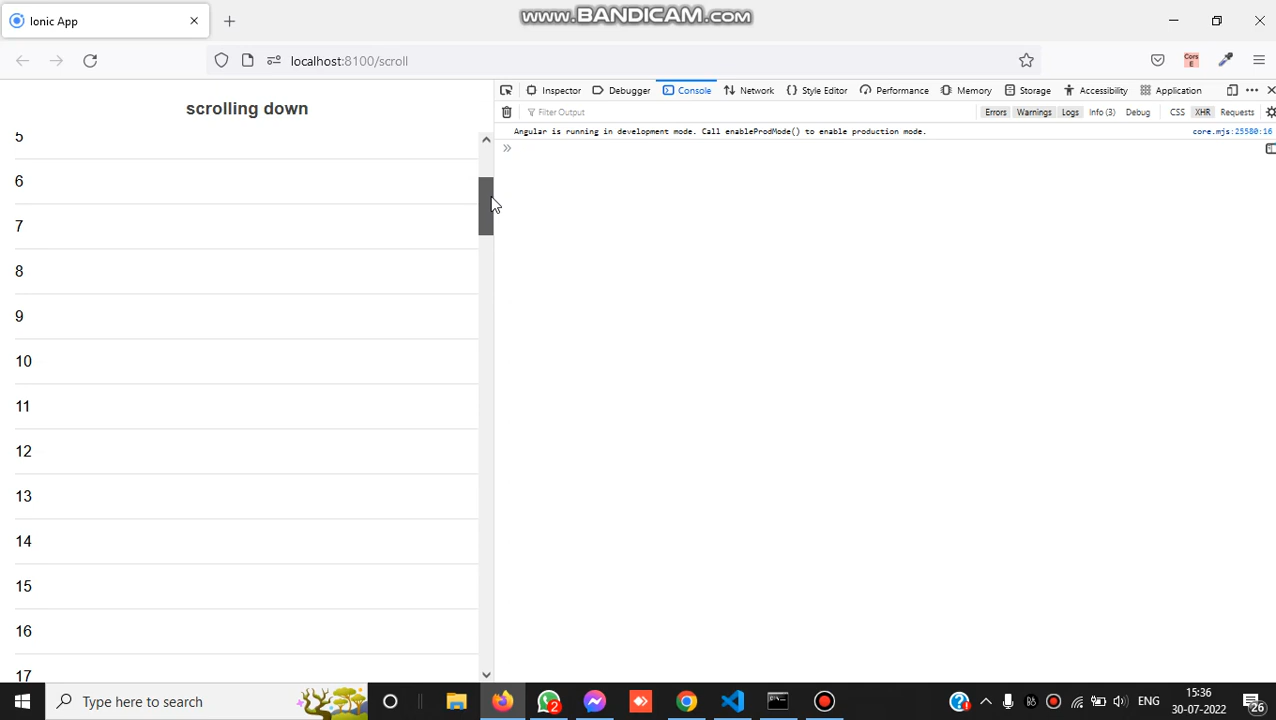 Ionic App
www.BANDICAM.com
localhost:8100/scroll
Cors
E
scrolling down
5
6
7
8
9
10
11
12
13
14
15
16
17
Inspector
Debugger
Console
Network
Style Editor
Performance
Memory
Storage
Accessibility
Application
Filter Output
Errors
Warnings
Logs
Info (3)
Debug
CSS
XHR
Requests
Angular is running in development mode. Call enableProdMode() to enable production mode.
core.mjs:25580:16
Type here to search
2
ENG
15:36
30-07-2022
26